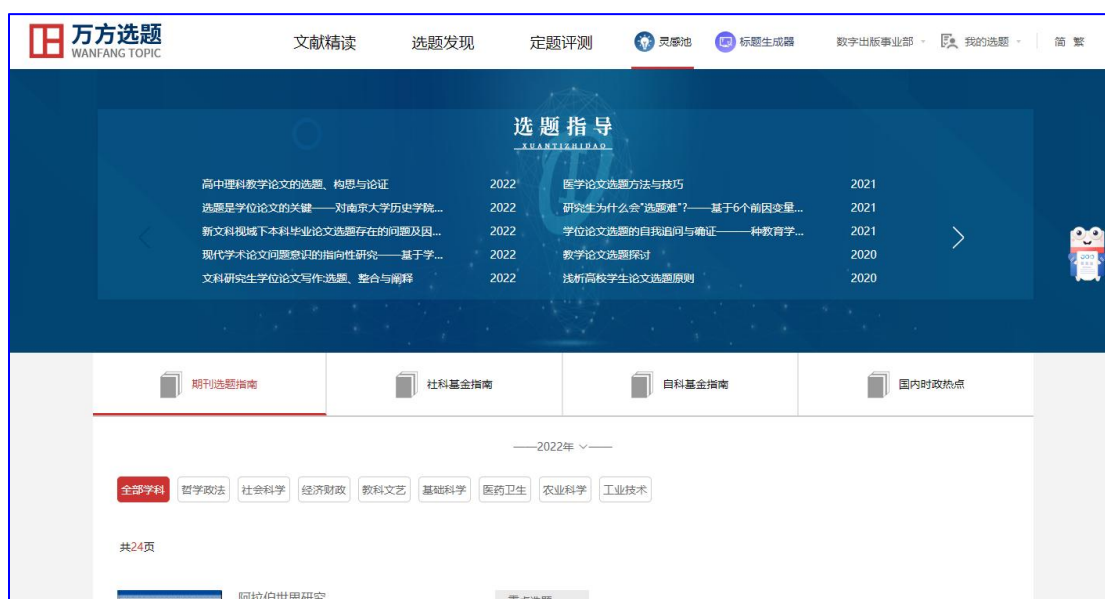 万方选题
WANFANG TOPIC
文献精读 选题发现 定题评测 灵感池 标题生成器 数字出版事业部 我的选题 简 繁
选题指导
XUANTIZHIDAO
高中理科教学论文的选题、构思与论证 2022
选题是学位论文的关键——对南京大学历史学院... 2022
新文科视域下本科毕业论文选题存在的问题及因... 2022
现代学术论文问题意识的指向性研究——基于学... 2022
文科研究生学位论文写作:选题、整合与阐释 2022
医学论文选题方法与技巧 2021
研究生为什么会"选题难"?——基于6个前因变量... 2021
学位论文选题的自我追问与确证———种教育学... 2021
教学论文选题探讨 2020
浅析高校学生论文选题原则 2020
期刊选题指南 社科基金指南 自科基金指南 国内时政热点
——2022年——
全部学科 哲学政法 社会科学 经济财政 教科文艺 基础科学 医药卫生 农业科学 工业技术
共24页
阿拉伯世界研究 重点选题